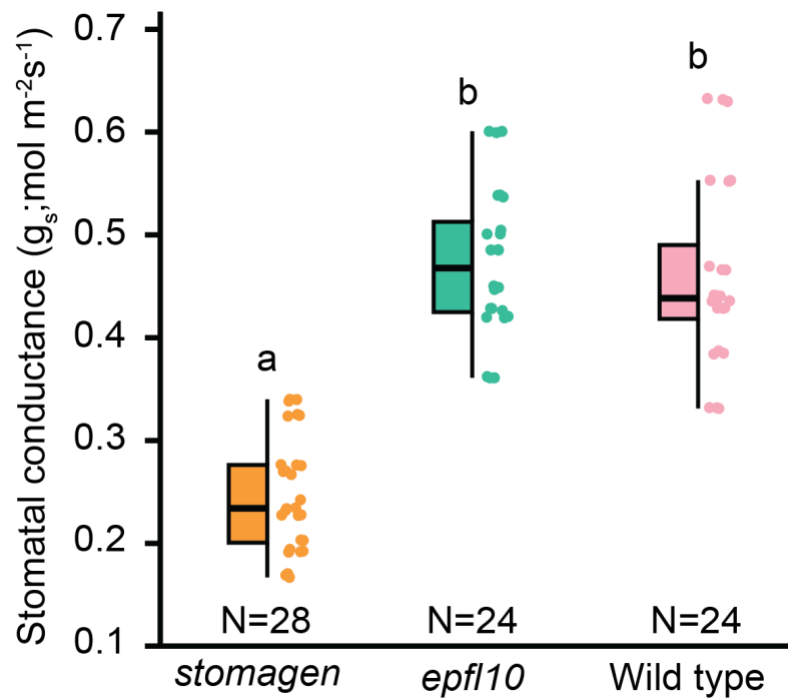 Stomatal conductance (gₛ;mol m⁻²s⁻¹)
0.7
0.6
0.5
0.4
0.3
0.2
0.1
a
b
b
N=28
N=24
N=24
stomagen
epfl10
Wild type